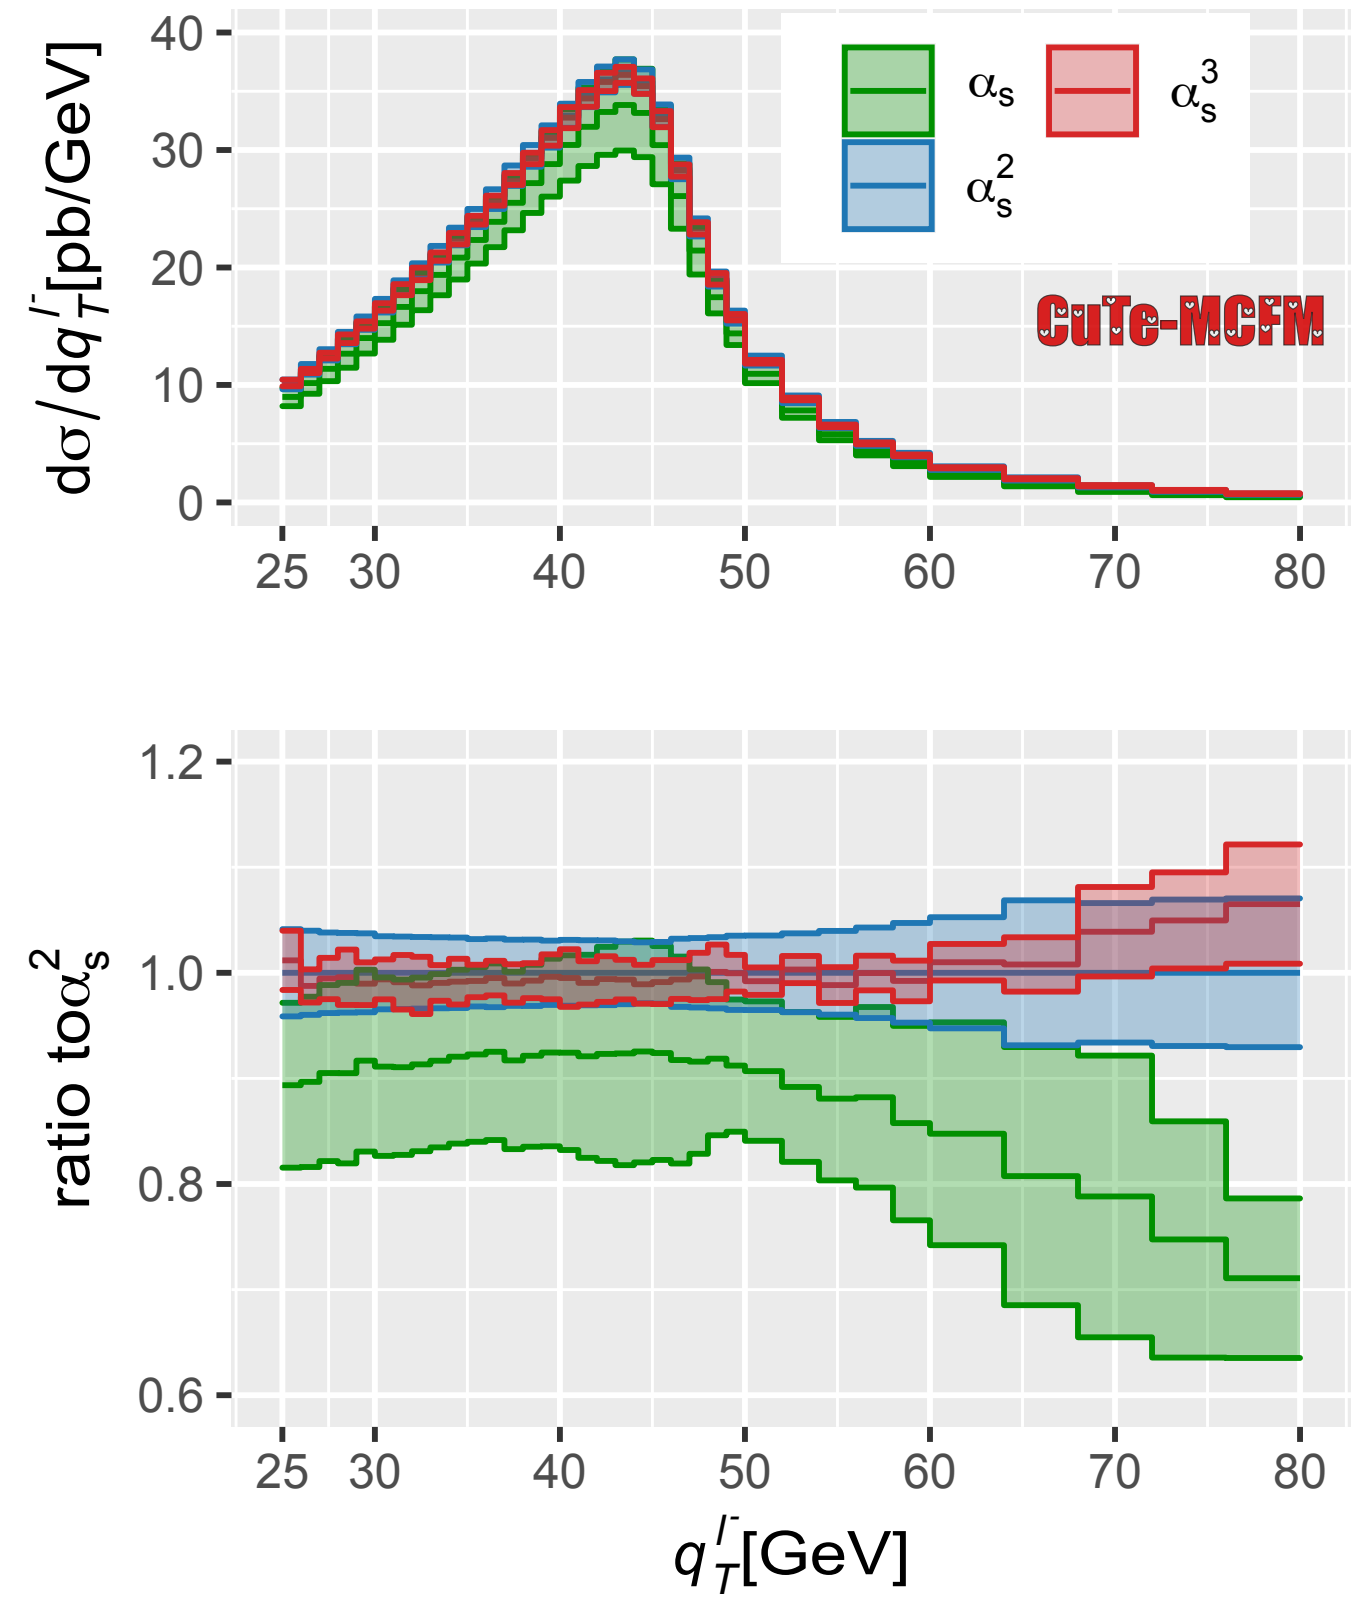 40
30
20
10
0
dσ/dq_T^{l^-}[pb/GeV]
α_s
α_s^3
α_s^2
CuTe-MCFM
25 30 40 50 60 70 80
1.2
1.0
0.8
0.6
ratio toα_s^2
25 30 40 50 60 70 80
q_T^{l^-}[GeV]